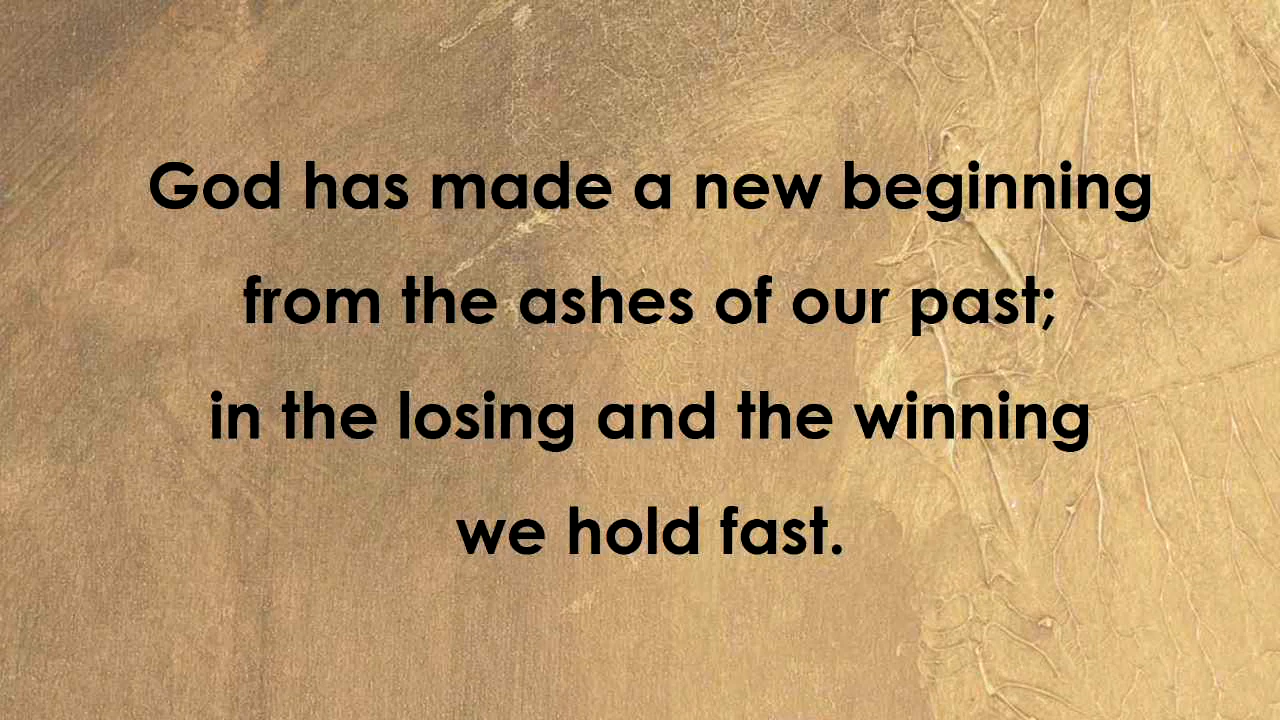 God has made a new beginning
from the ashes of our past;
in the losing and the winning
we hold fast.